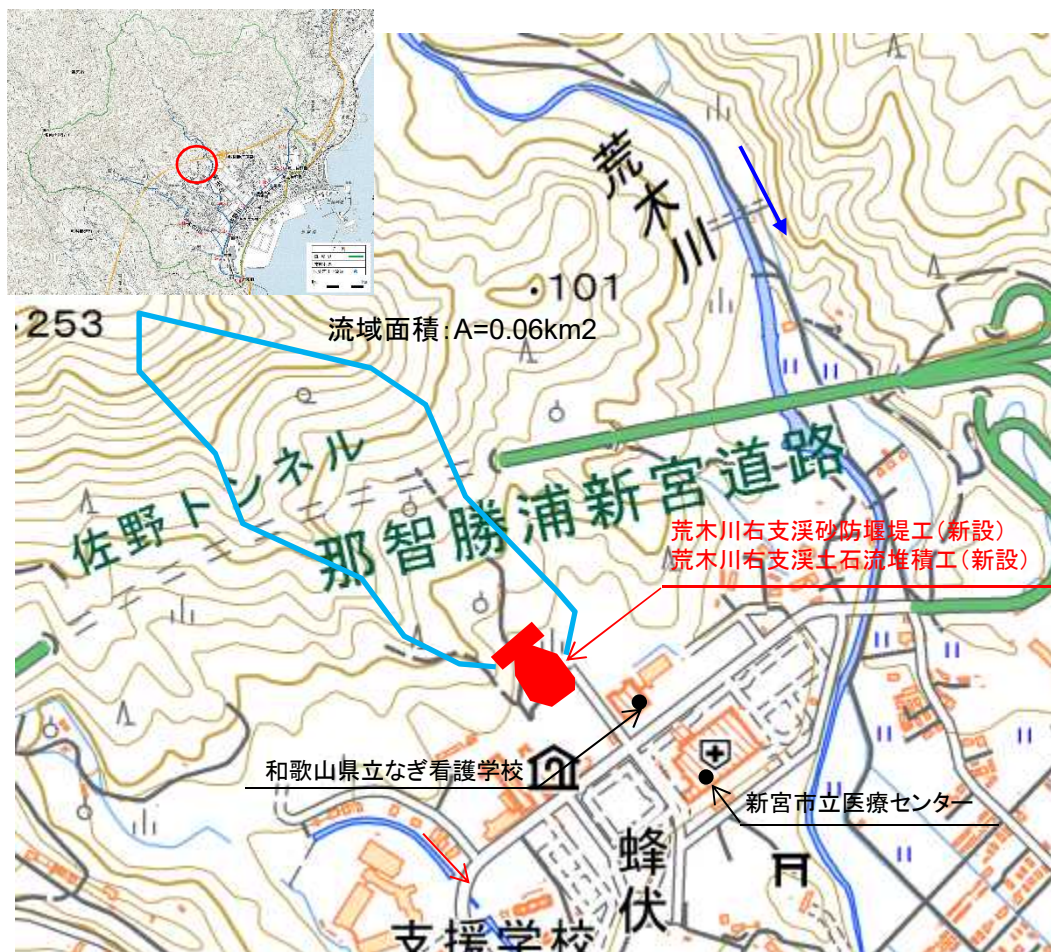 荒木川
・101
・253
流域面積:A=0.06km2
佐野トンネル
那智勝浦新宮道路
荒木川右支渓砂防堰堤工(新設)
荒木川右支渓土石流堆積工(新設)
和歌山県立なぎ看護学校
新宮市立医療センター
蜂伏
支援学校